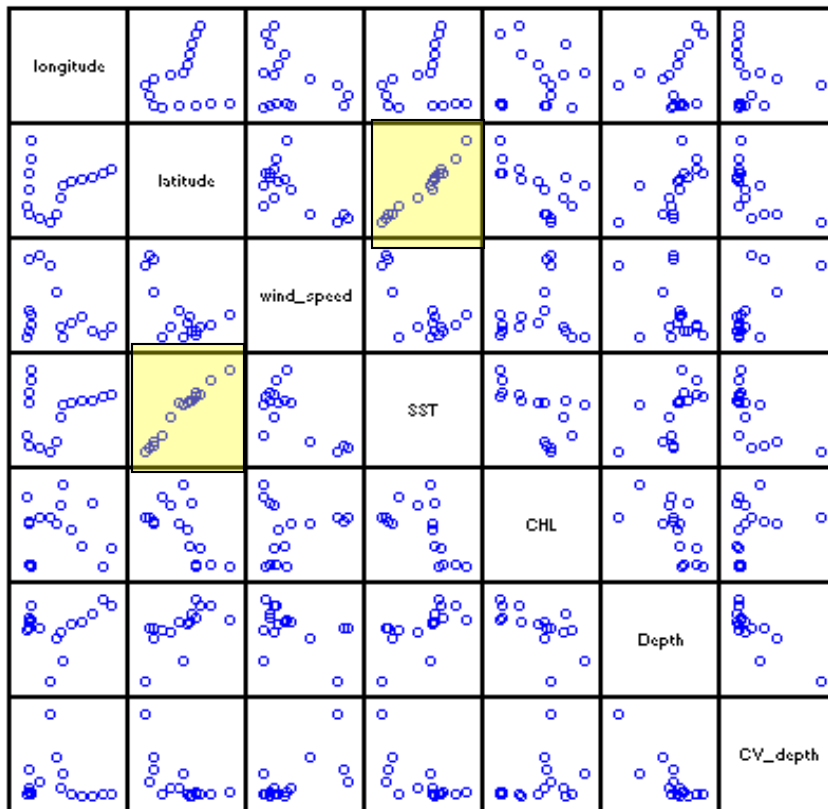 longitude
latitude
wind_speed
SST
CHL
Depth
CV_depth